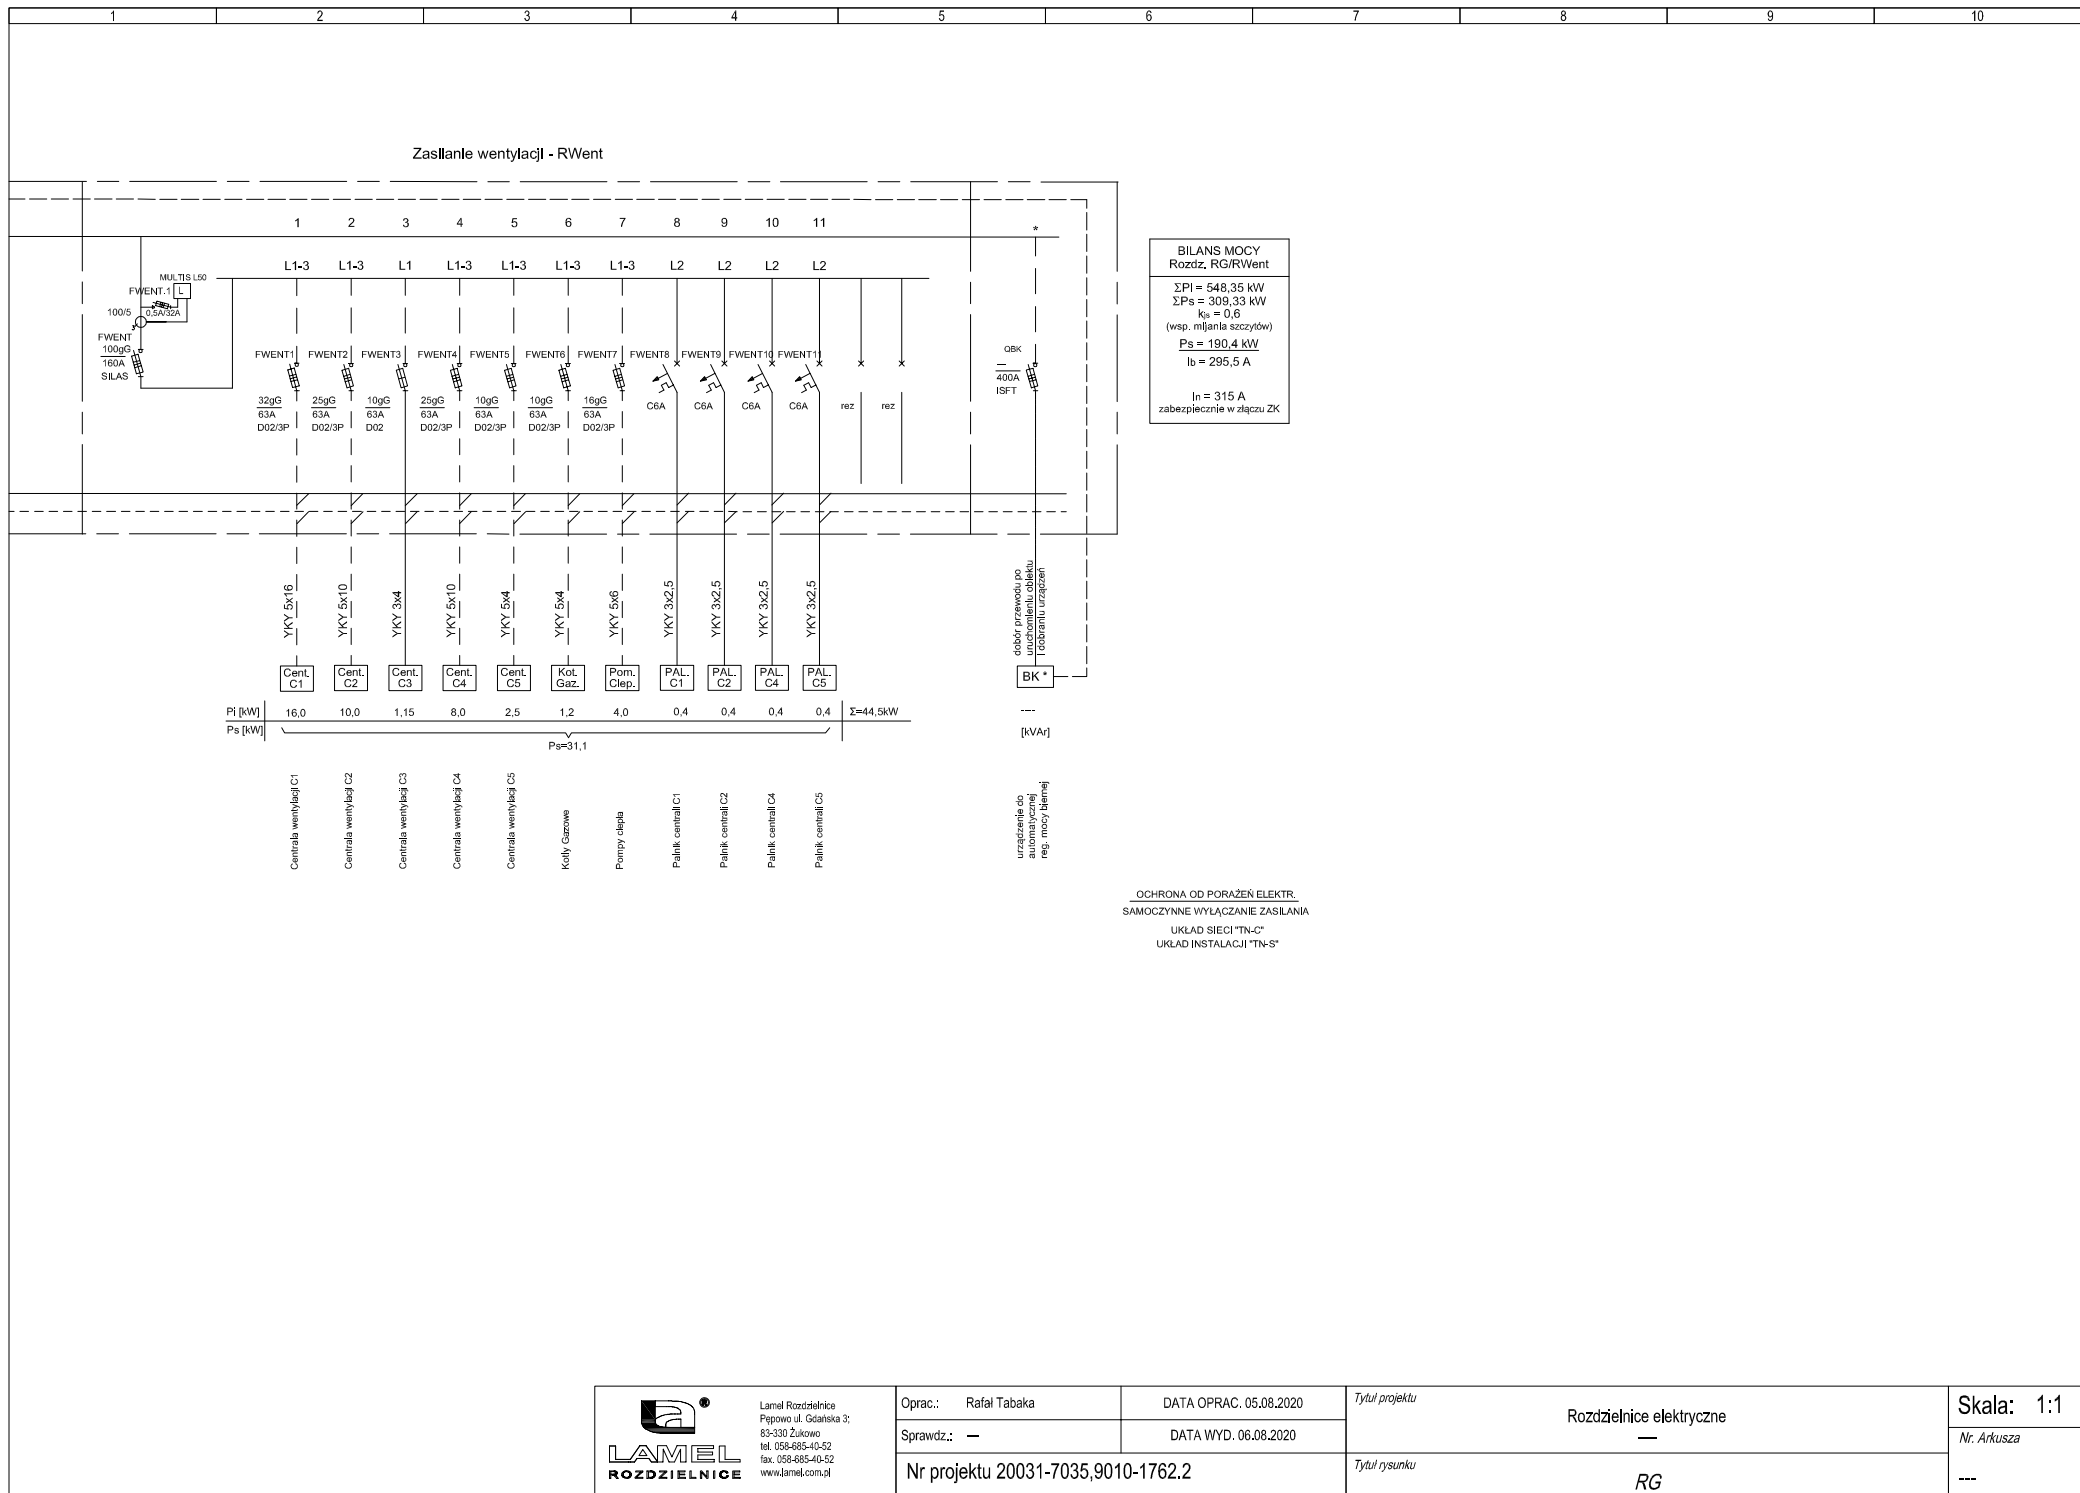 1 2 3 4 5 6 7 8 9 10
Zasilanie wentylacji - RWent
1 2 3 4 5 6 7 8 9 10 11 *
L1-3 L1-3 L1 L1-3 L1-3 L1-3 L1-3 L2 L2 L2 L2
MULTIS L50
FWENT.1 L
100/5 0,5A/32A
FWENT
100gG
160A
SILAS
FWENT1 FWENT2 FWENT3 FWENT4 FWENT5 FWENT6 FWENT7 FWENT8 FWENT9 FWENT10 FWENT11
32gG 25gG 10gG 25gG 10gG 10gG 16gG
63A 63A 63A 63A 63A 63A 63A
D02/3P D02/3P D02 D02/3P D02/3P D02/3P D02/3P
C6A C6A C6A C6A rez rez
QBK
—
400A
ISFT
BILANS MOCY
Rozdz. RG/RWent
ΣPi = 548,35 kW
ΣPs = 309,33 kW
kjs = 0,6
(wsp. mijania szczytów)
Ps = 190,4 kW
Ib = 295,5 A
In = 315 A
zabezpiecznie w złączu ZK
YKY 5x16
YKY 5x10
YKY 3x4
YKY 5x10
YKY 5x4
YKY 5x4
YKY 5x6
YKY 3x2,5
YKY 3x2,5
YKY 3x2,5
YKY 3x2,5
dobór przewodu po
uruchomieniu obiektu
i dobraniu urządzeń
Cent. Cent. Cent. Cent. Cent. Kot. Pom. PAL. PAL. PAL. PAL.
C1 C2 C3 C4 C5 Gaz. Ciep. C1 C2 C4 C5
BK *
Pi [kW] 16,0 10,0 1,15 8,0 2,5 1,2 4,0 0,4 0,4 0,4 0,4 Σ=44,5kW
Ps [kW]
Ps=31,1
----
[kVAr]
Centrala wentylacji C1
Centrala wentylacji C2
Centrala wentylacji C3
Centrala wentylacji C4
Centrala wentylacji C5
Kotły Gazowe
Pompy ciepła
Palnik centrali C1
Palnik centrali C2
Palnik centrali C4
Palnik centrali C5
urządzenie do
automatycznej
reg. mocy biernej
OCHRONA OD PORAŻEŃ ELEKTR.
SAMOCZYNNE WYŁĄCZANIE ZASILANIA
UKŁAD SIECI "TN-C"
UKŁAD INSTALACJI "TN-S"
a ®
LAMEL
ROZDZIELNICE
Lamel Rozdzielnice
Pępowo ul. Gdańska 3;
83-330 Żukowo
tel. 058-685-40-52
fax. 058-685-40-52
www.lamel.com.pl
Oprac.: Rafał Tabaka
DATA OPRAC. 05.08.2020
Sprawdz.: —
DATA WYD. 06.08.2020
Nr projektu 20031-7035,9010-1762.2
Tytuł projektu
Rozdzielnice elektryczne
—
Tytuł rysunku
RG
Skala: 1:1
Nr. Arkusza
---